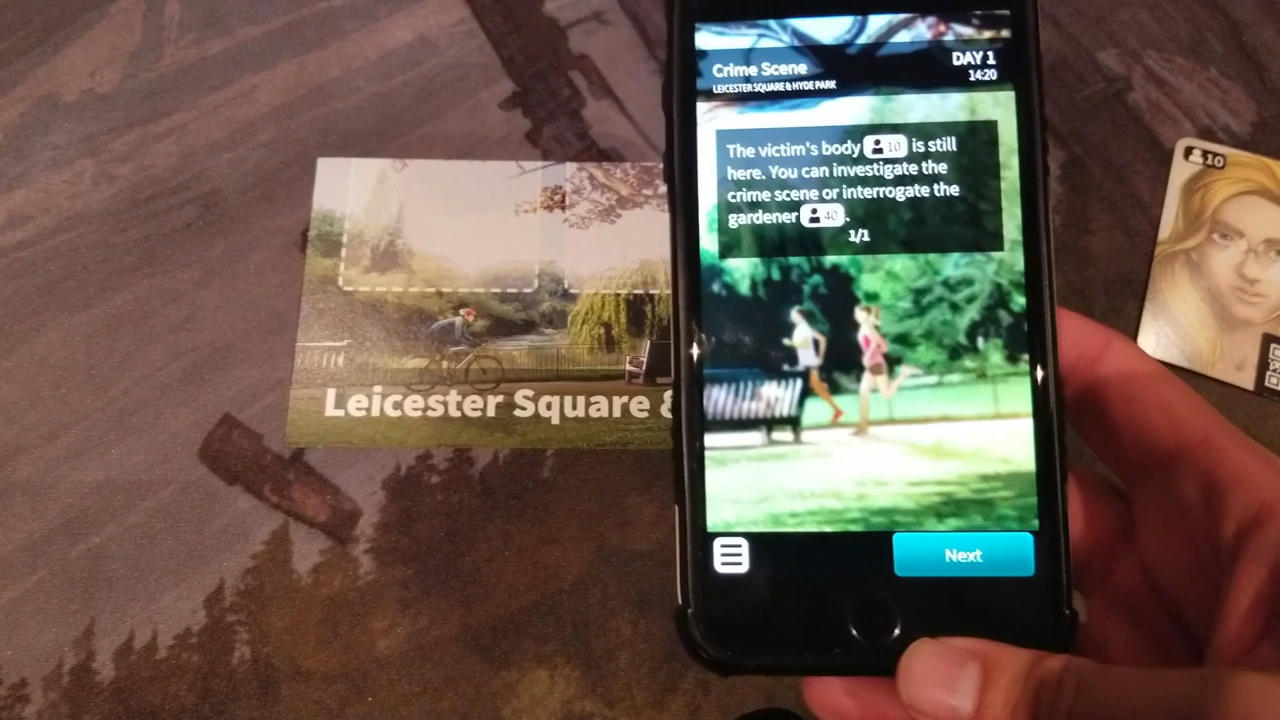 Crime Scene
LEICESTER SQUARE & HYDE PARK
DAY 1
14:20
The victim's body 10 is still
here. You can investigate the
crime scene or interrogate the
gardener 40.
1/1
Next
Leicester Square &
10